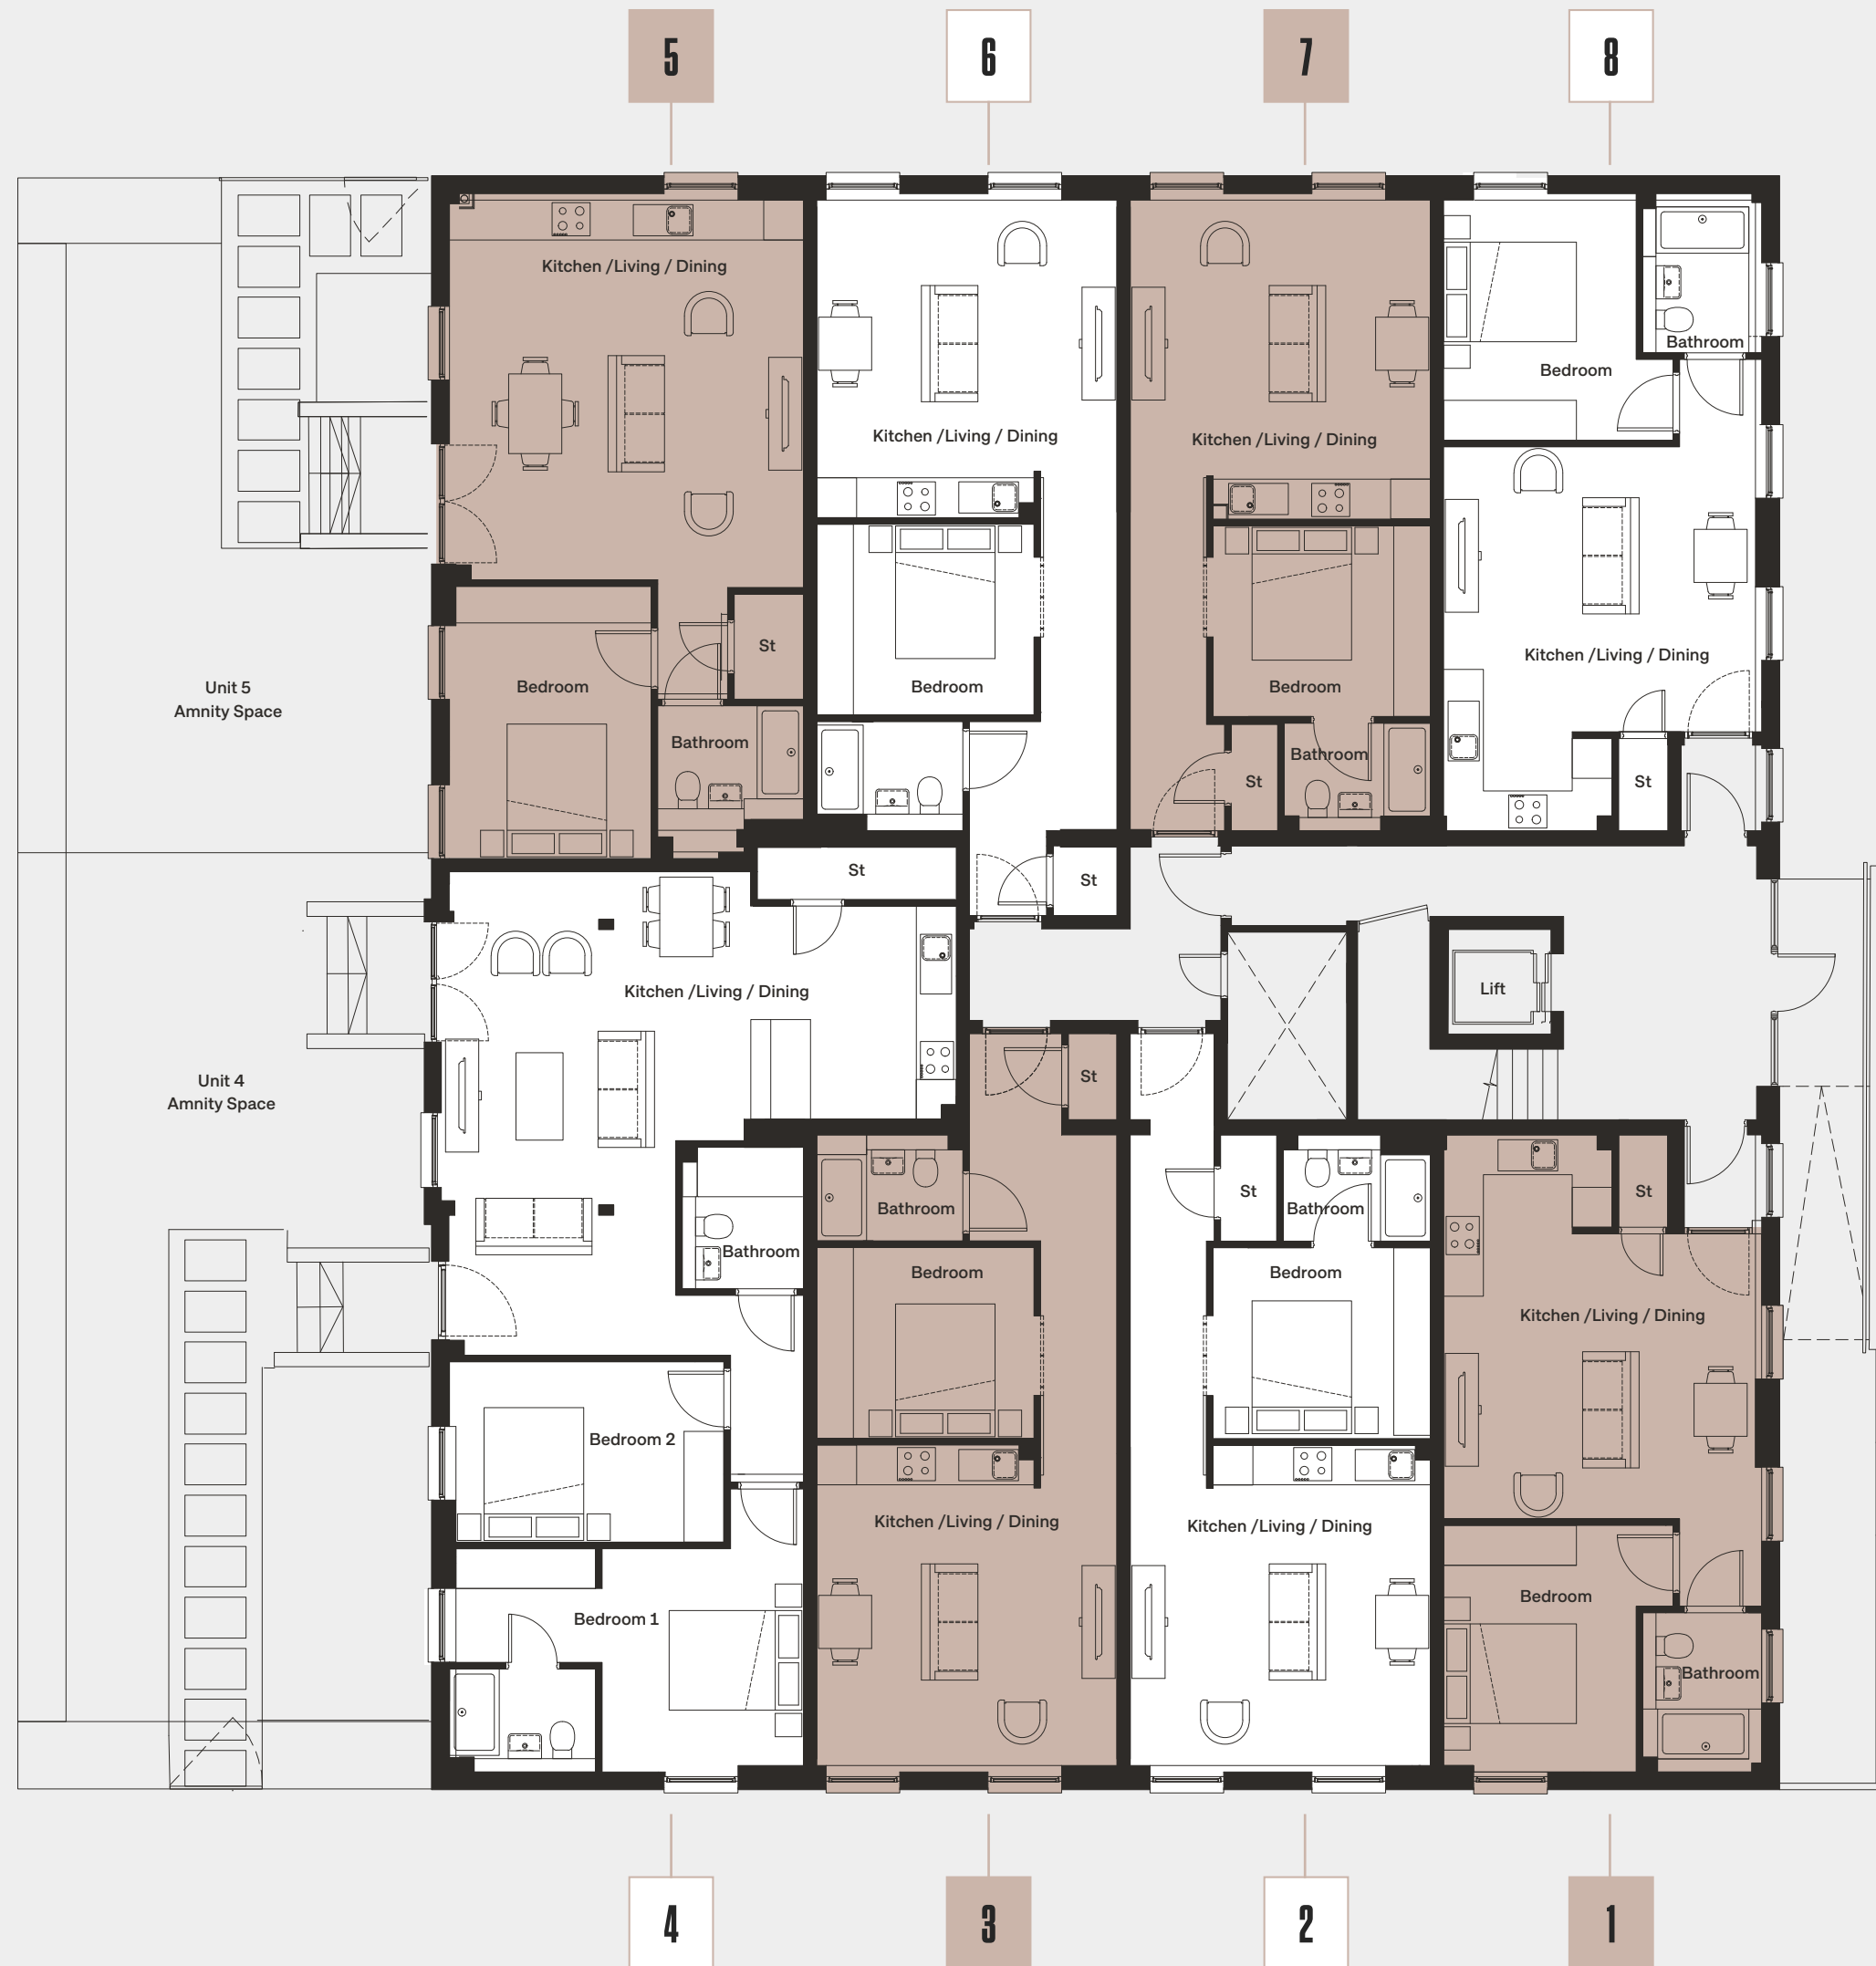 5
6
7
8
Kitchen /Living / Dining
Kitchen /Living / Dining
Kitchen /Living / Dining
Bathroom
Bedroom
St
Bedroom
Bedroom
Bedroom
Kitchen /Living / Dining
Unit 5
Amnity Space
Bathroom
Bathroom
St
St
St
St
Kitchen /Living / Dining
Lift
Unit 4
Amnity Space
St
St
St
Bathroom
Bathroom
Bathroom
Bedroom
Bedroom
Kitchen /Living / Dining
Bedroom 2
Kitchen /Living / Dining
Kitchen /Living / Dining
Bedroom 1
Bedroom
Bathroom
4
3
2
1